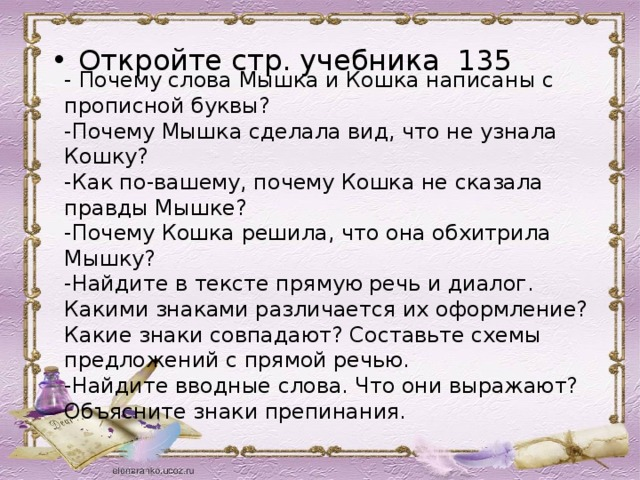 • Откройте стр. учебника 135
- Почему слова Мышка и Кошка написаны с
прописной буквы?
-Почему Мышка сделала вид, что не узнала
Кошку?
-Как по-вашему, почему Кошка не сказала
правды Мышке?
-Почему Кошка решила, что она обхитрила
Мышку?
-Найдите в тексте прямую речь и диалог.
Какими знаками различается их оформление?
Какие знаки совпадают? Составьте схемы
предложений с прямой речью.
-Найдите вводные слова. Что они выражают?
Объясните знаки препинания.
Dear
elenaranko.ucoz.ru